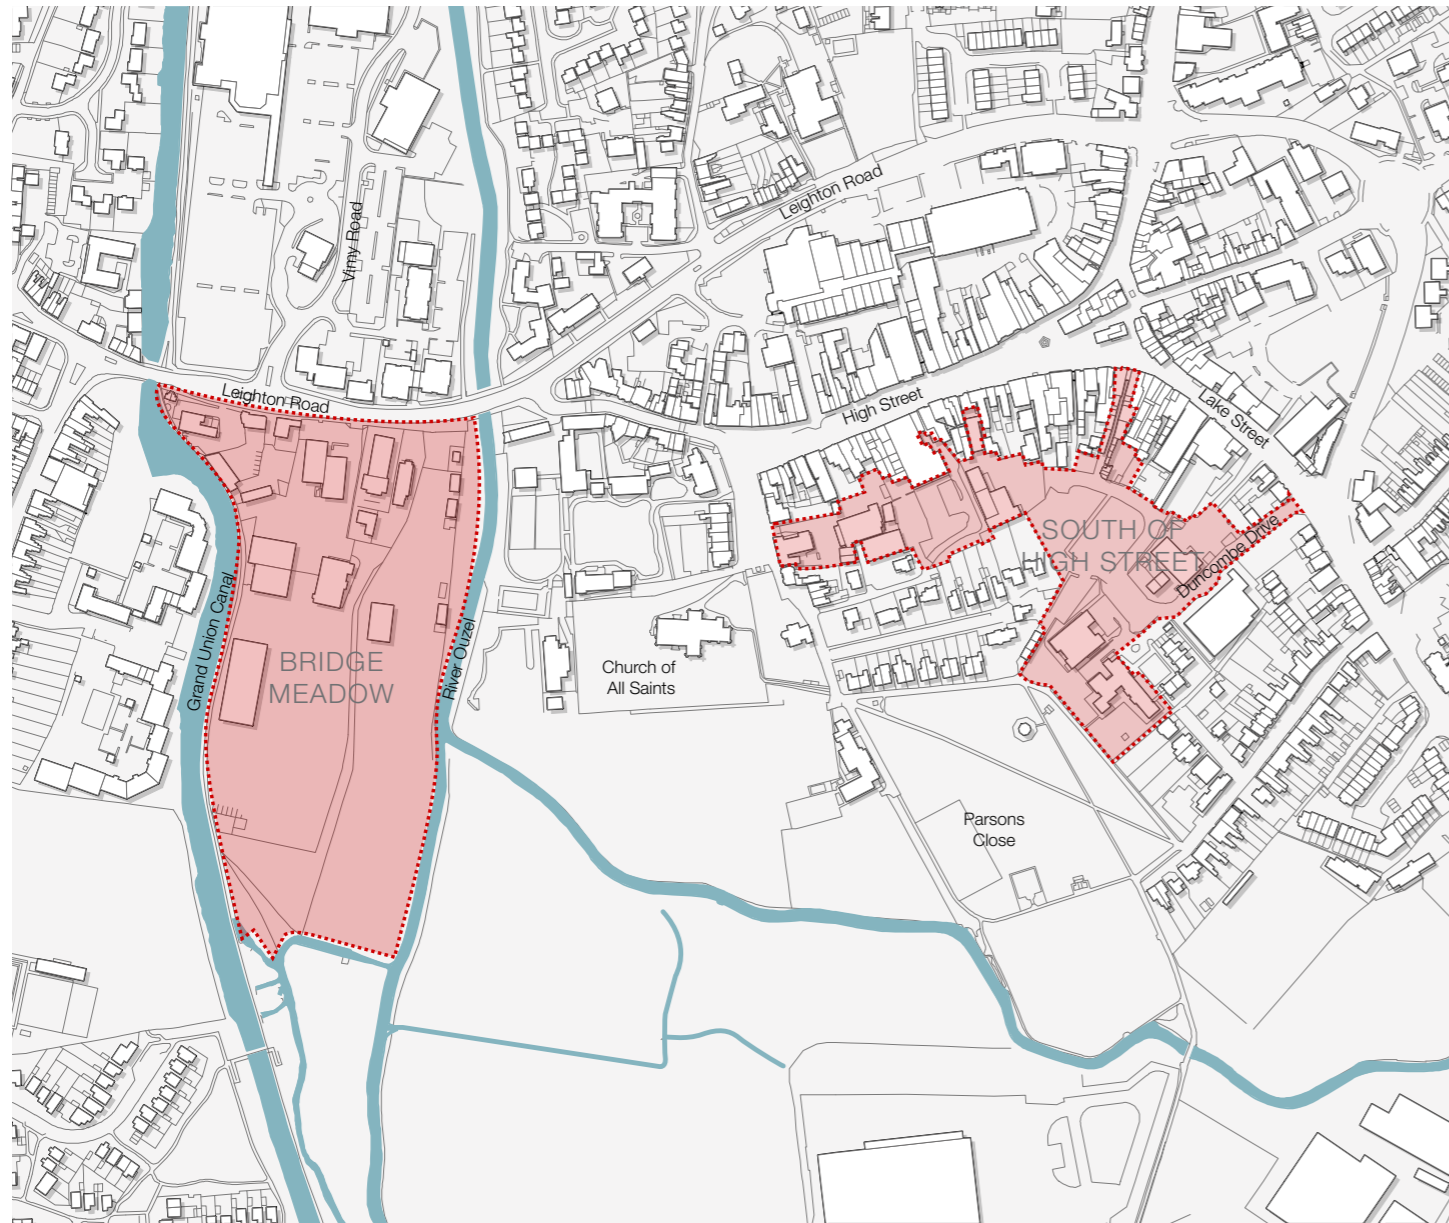 Leighton Road
Vimy Road
Leighton Road
High Street
Lake Street
SOUTH OF
HIGH STREET
Duncombe Drive
Grand Union Canal
BRIDGE
MEADOW
River Ouzel
Church of
All Saints
Parsons
Close